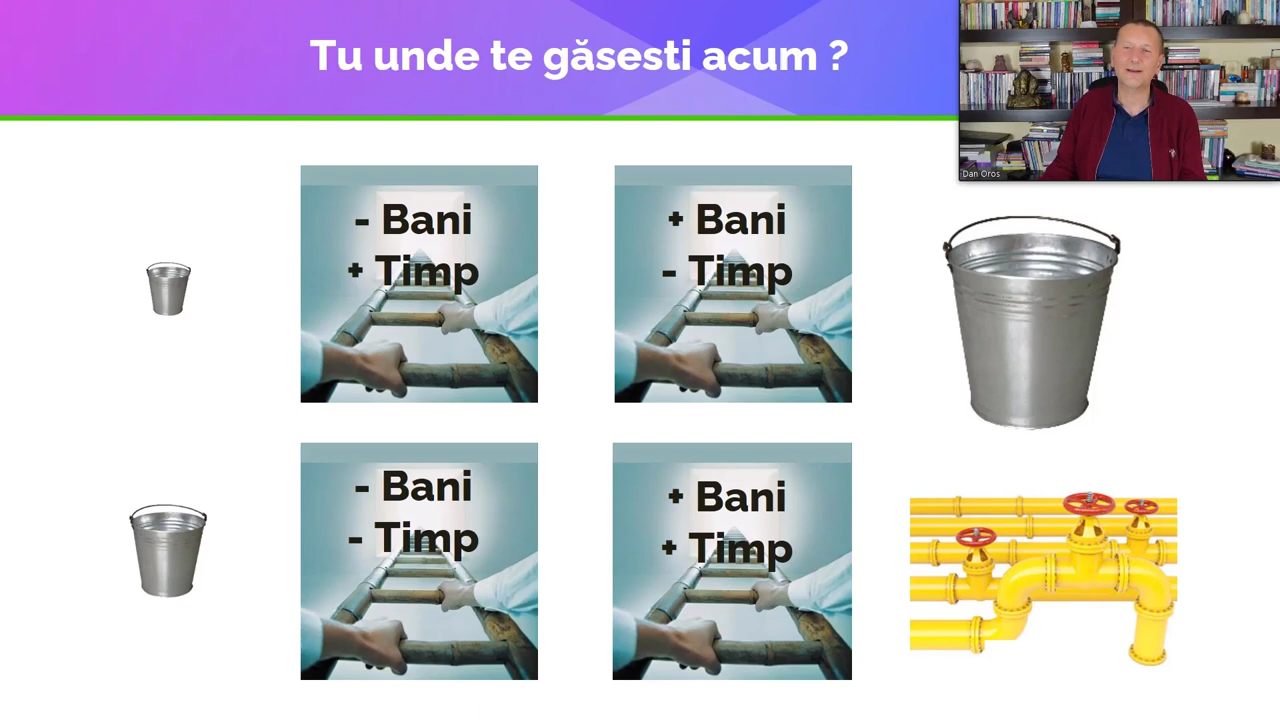 Tu unde te găsesti acum ?
Dan Oros
- Bani
+ Timp
+ Bani
- Timp
- Bani
- Timp
+ Bani
+ Timp